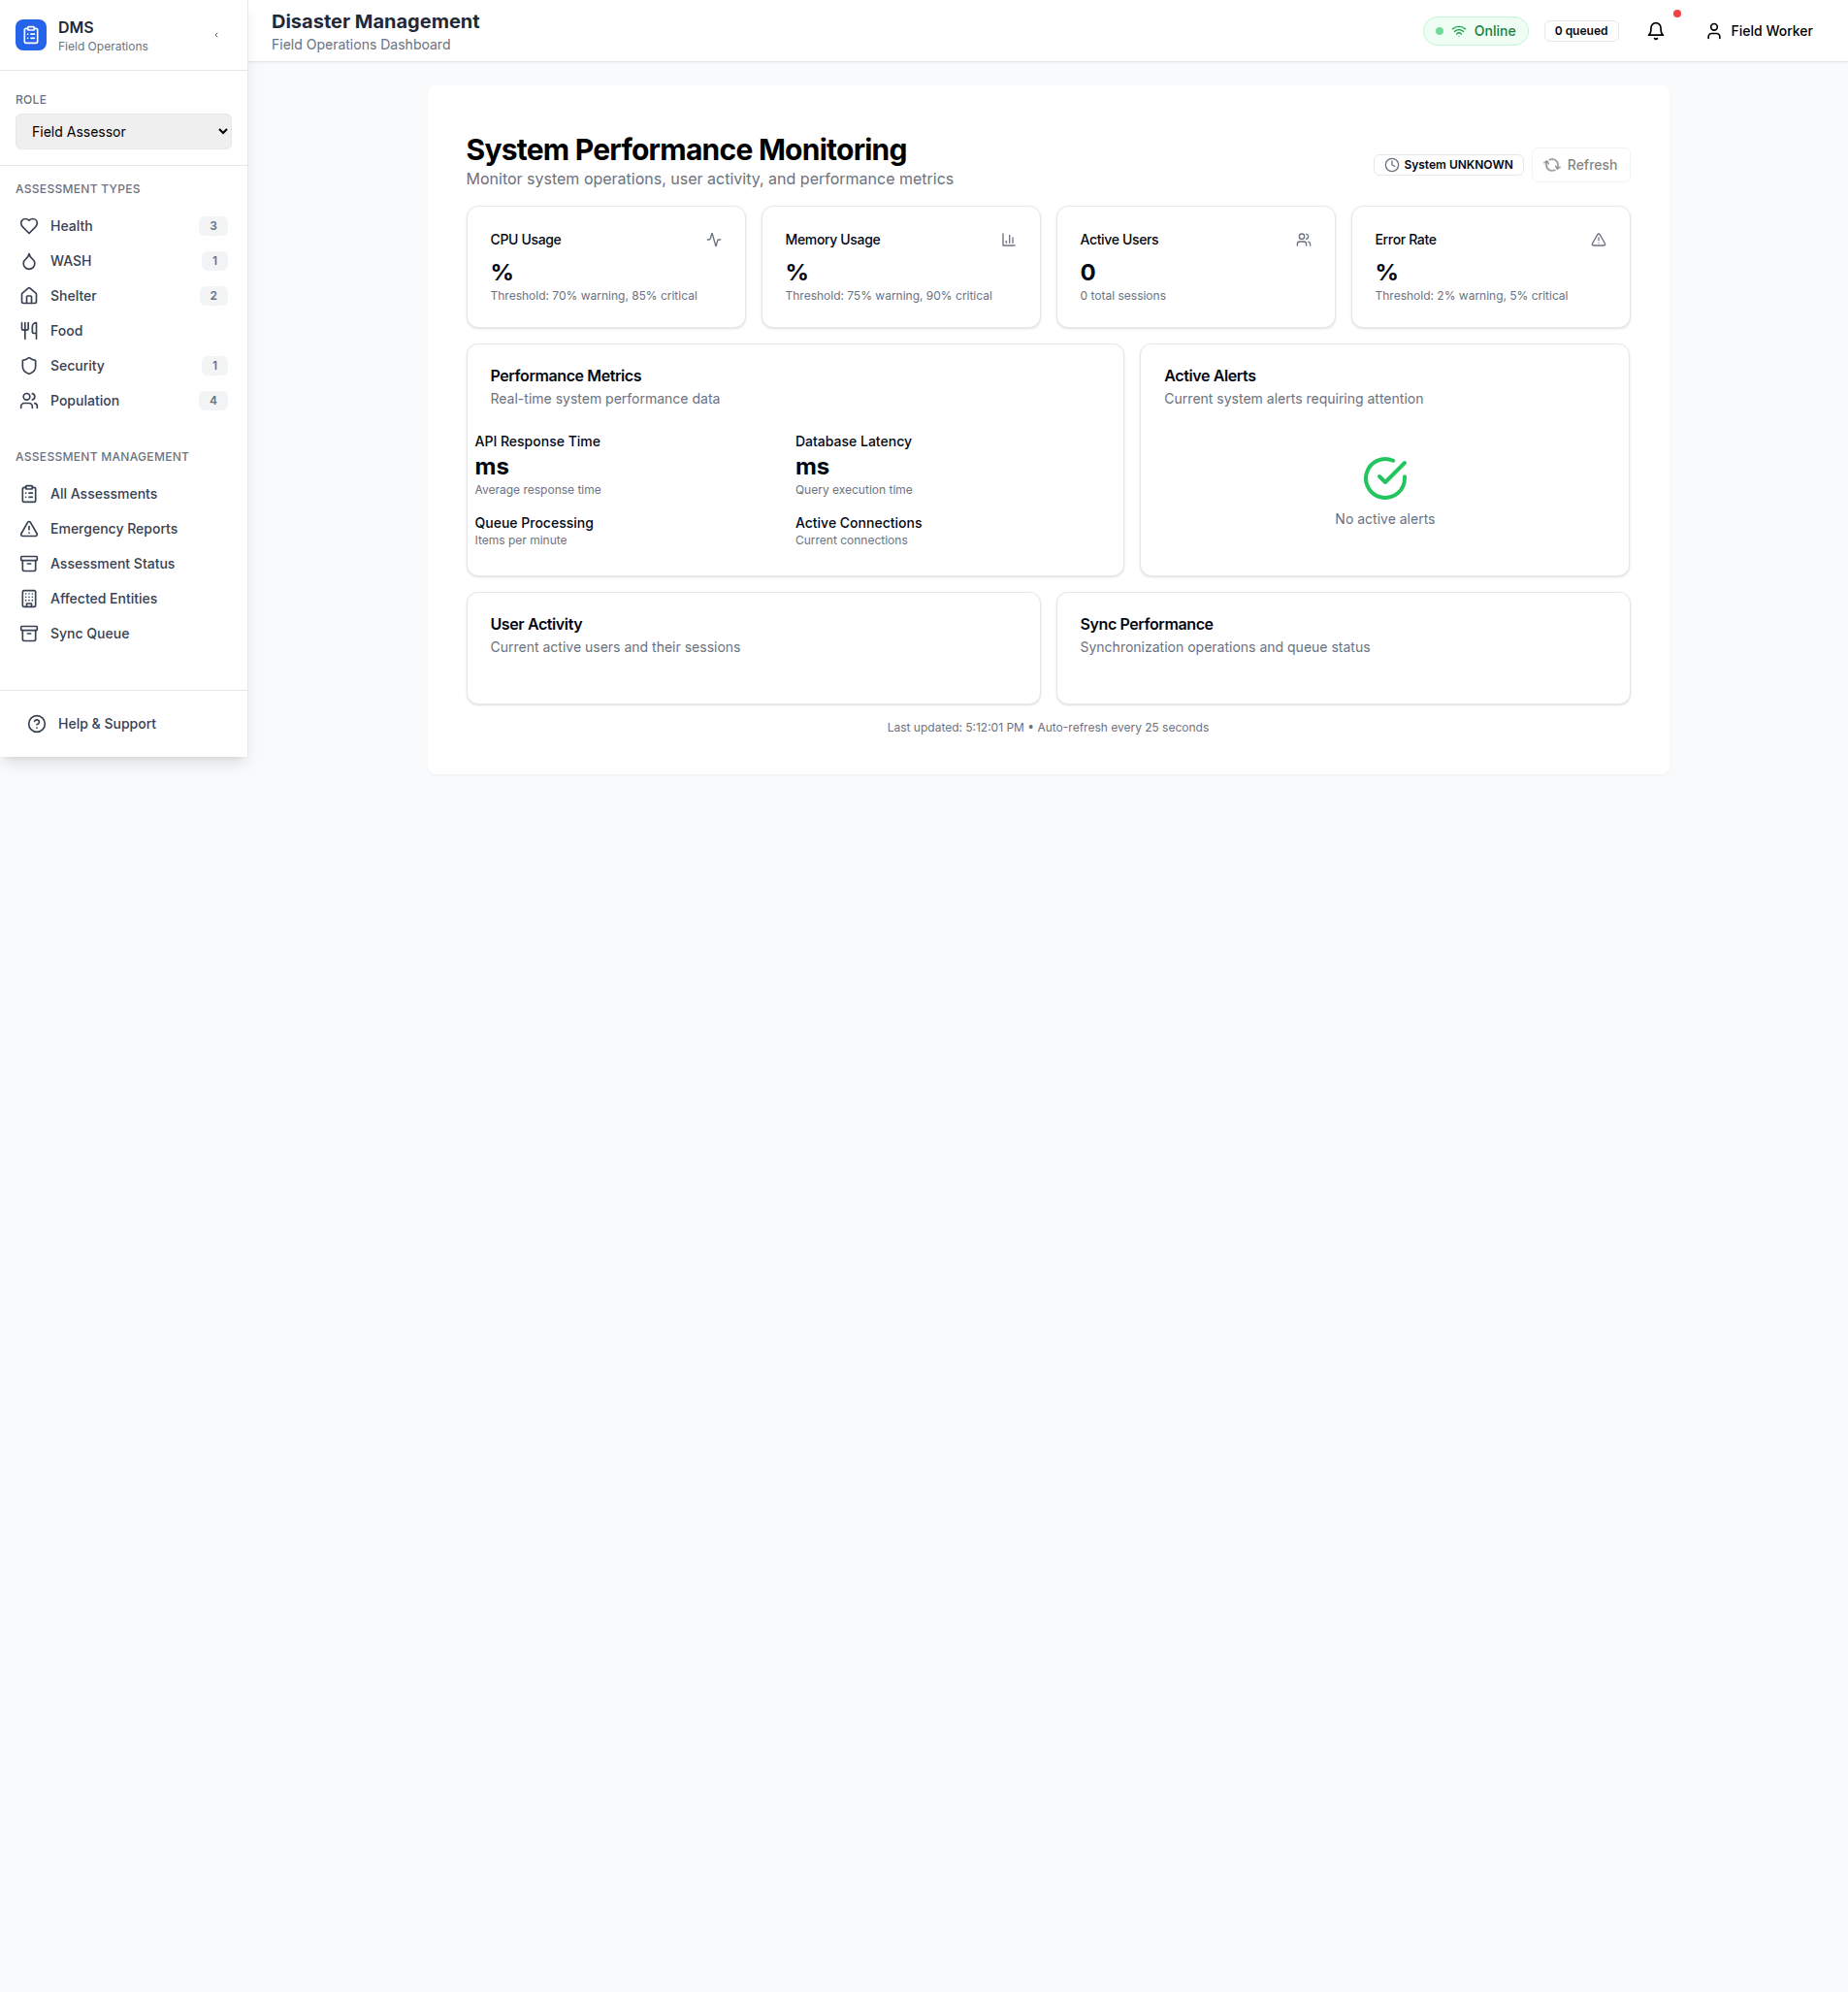 DMS
Field Operations
ROLE
Field Assessor
ASSESSMENT TYPES
Health 3
WASH 1
Shelter 2
Food
Security 1
Population 4
ASSESSMENT MANAGEMENT
All Assessments
Emergency Reports
Assessment Status
Affected Entities
Sync Queue
Help & Support
Disaster Management
Field Operations Dashboard
Online
0 queued
Field Worker
System Performance Monitoring
Monitor system operations, user activity, and performance metrics
System UNKNOWN
Refresh
CPU Usage
%
Threshold: 70% warning, 85% critical
Memory Usage
%
Threshold: 75% warning, 90% critical
Active Users
0
0 total sessions
Error Rate
%
Threshold: 2% warning, 5% critical
Performance Metrics
Real-time system performance data
API Response Time
ms
Average response time
Database Latency
ms
Query execution time
Queue Processing
Items per minute
Active Connections
Current connections
Active Alerts
Current system alerts requiring attention
No active alerts
User Activity
Current active users and their sessions
Sync Performance
Synchronization operations and queue status
Last updated: 5:12:01 PM • Auto-refresh every 25 seconds